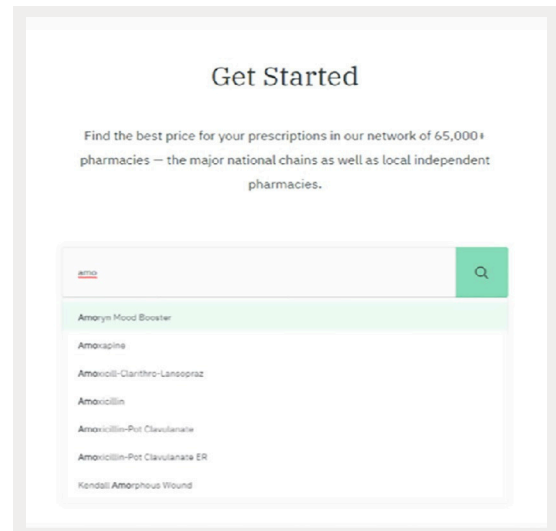 Get Started
Find the best price for your prescriptions in our network of 65,000+
pharmacies — the major national chains as well as local independent
pharmacies.
amo
Amoryn Mood Booster
Amoxapine
Amoxicill-Clarithro-Lansopraz
Amoxicillin
Amoxicillin-Pot Clavulanate
Amoxicillin-Pot Clavulanate ER
Kendall Amorphous Wound